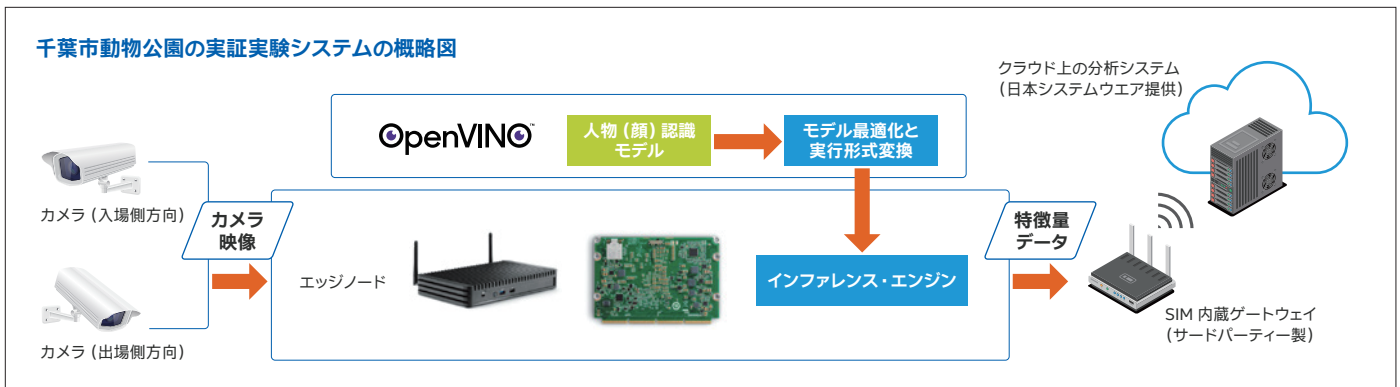 千葉市動物公園の実証実験システムの概略図
クラウド上の分析システム
(日本システムウエア提供)
OpenVINO™
人物(顔)認識
モデル
モデル最適化と
実行形式変換
カメラ(入場側方向)
カメラ
映像
特徴量
データ
エッジノード
インファレンス・エンジン
カメラ(出場側方向)
SIM 内蔵ゲートウェイ
(サードパーティー製)